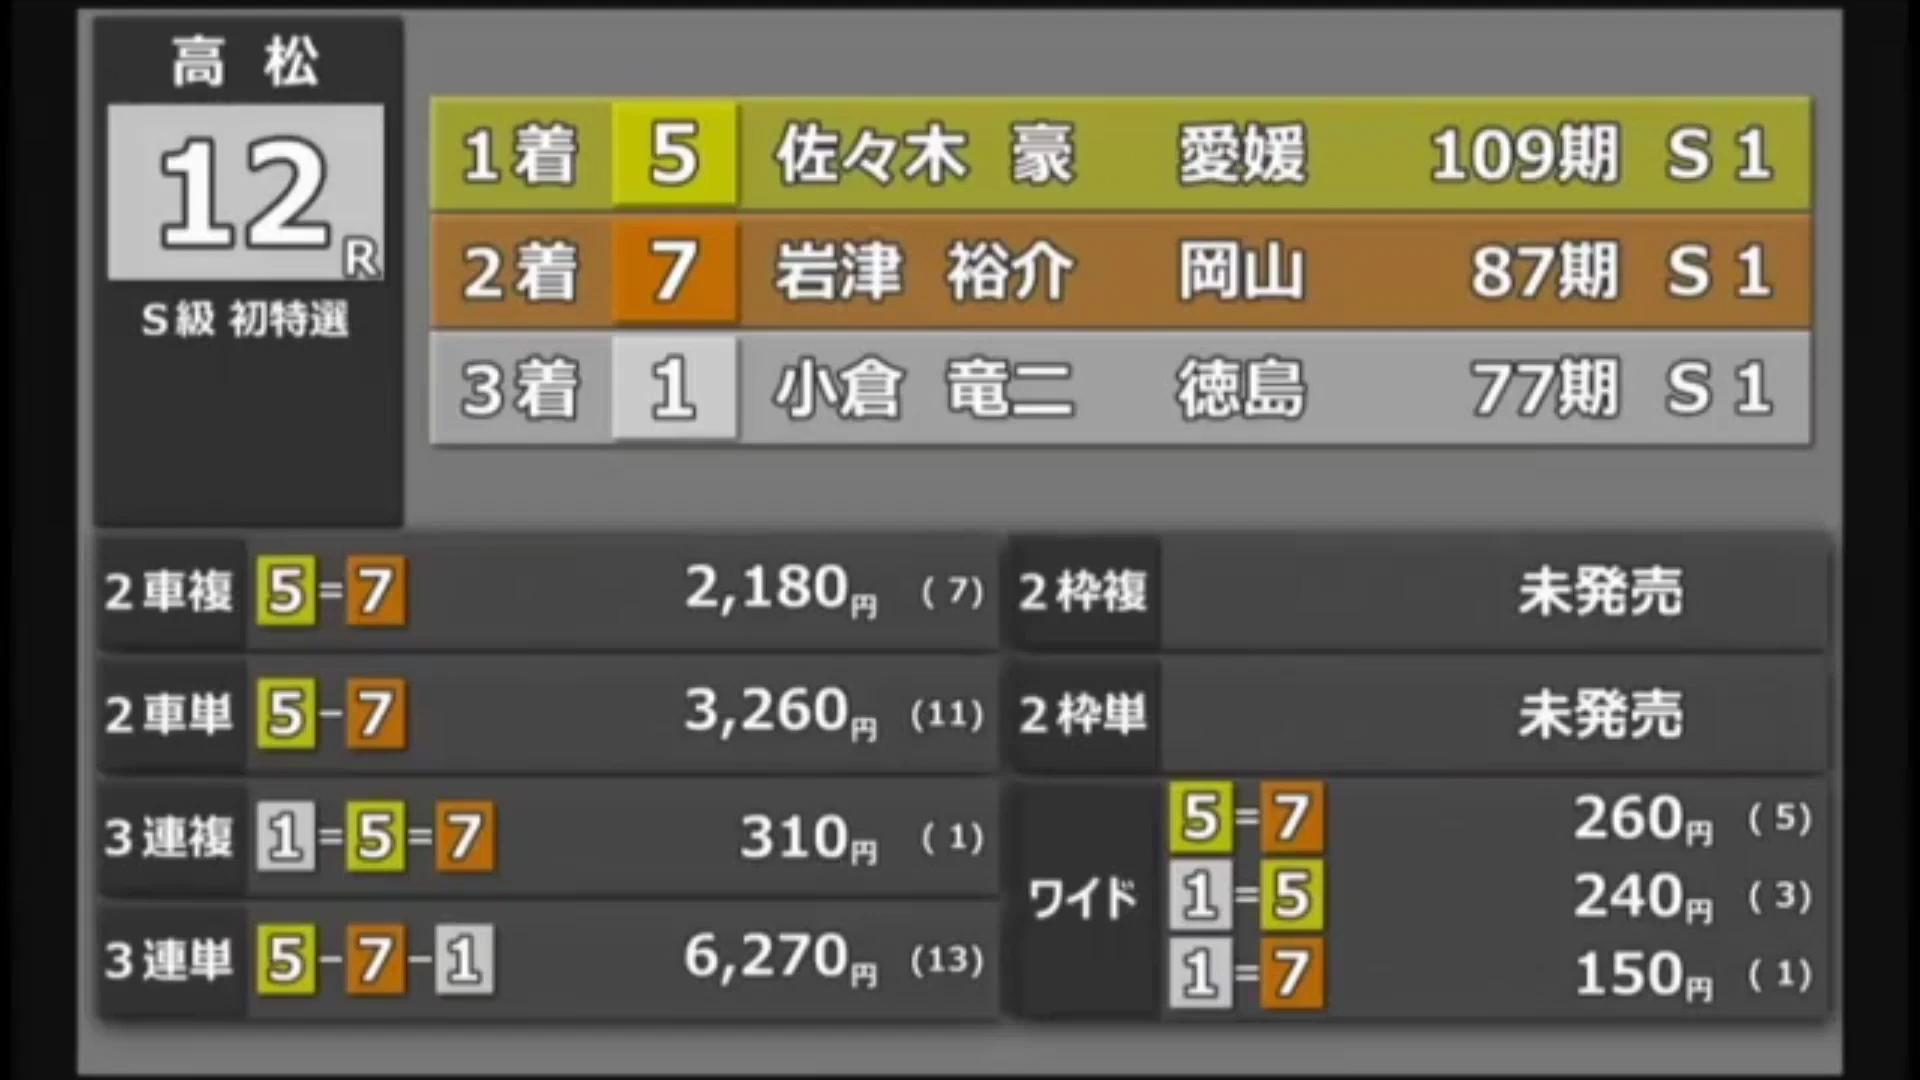 高 松
12R
S級 初特選
1着 5 佐々木 豪 愛媛 109期 S1
2着 7 岩津 裕介 岡山 87期 S1
3着 1 小倉 竜二 徳島 77期 S1
2車複 5=7 2,180円 (7)
2車単 5-7 3,260円 (11)
3連複 1=5=7 310円 (1)
3連単 5-7-1 6,270円 (13)
2枠複 未発売
2枠単 未発売
ワイド
5=7 260円 (5)
1=5 240円 (3)
1=7 150円 (1)